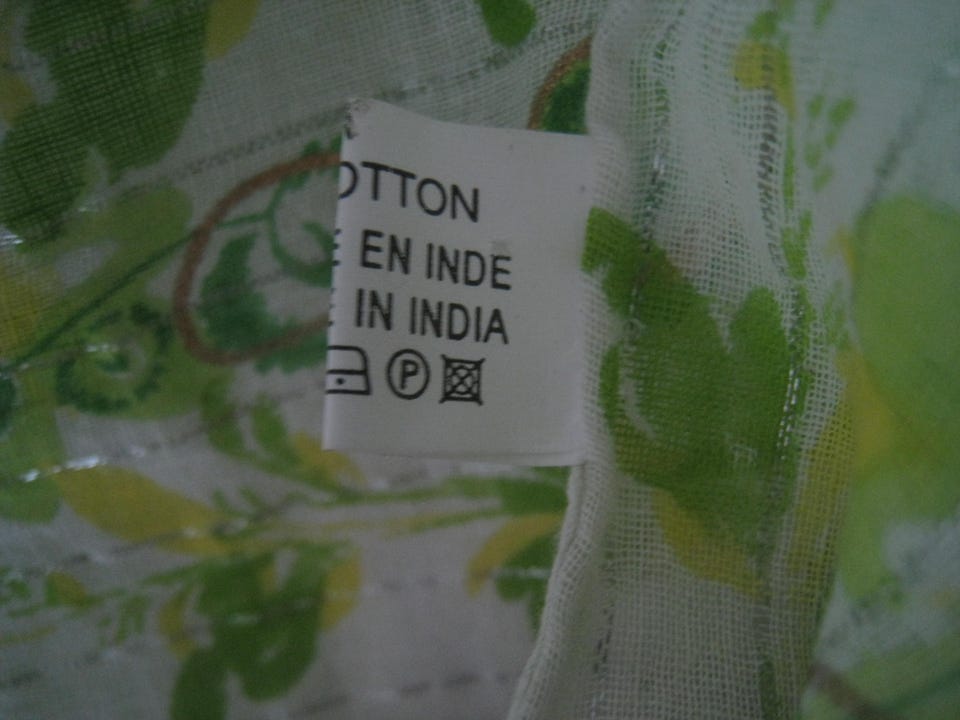 OTTON
E EN INDE
IN INDIA
P